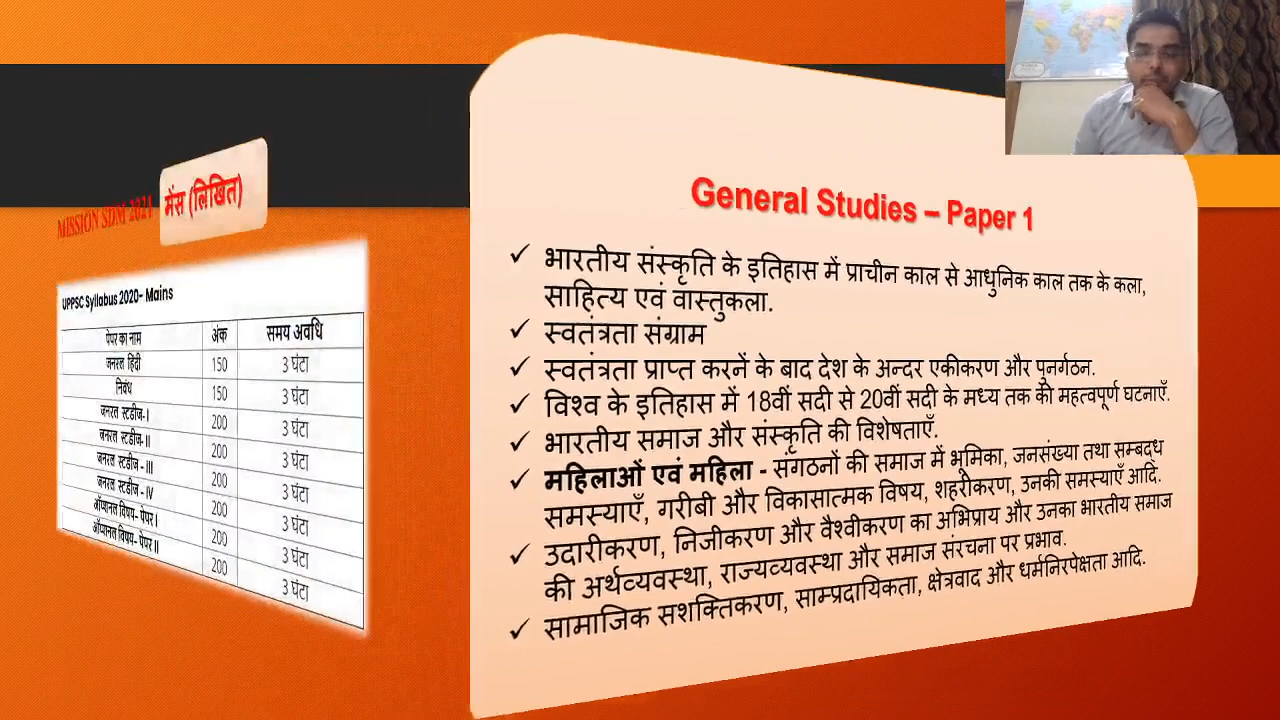 MISSION SDM 2021
मेंस (लिखित)
UPPSC Syllabus 2020- Mains
पेपर का नाम अंक समय अवधि
जनरल हिंदी 150 3 घंटा
निबंध 150 3 घंटा
जनरल स्टडीज- I 200 3 घंटा
जनरल स्टडीज- II 200 3 घंटा
जनरल स्टडीज - III 200 3 घंटा
जनरल स्टडीज - IV 200 3 घंटा
ऑप्शनल विषय- पेपर I 200 3 घंटा
ऑप्शनल विषय- पेपर II 200 3 घंटा
General Studies – Paper 1
✓ भारतीय संस्कृति के इतिहास में प्राचीन काल से आधुनिक काल तक के कला,
साहित्य एवं वास्तुकला.
✓ स्वतंत्रता संग्राम
✓ स्वतंत्रता प्राप्त करनें के बाद देश के अन्दर एकीकरण और पुनर्गठन.
✓ विश्व के इतिहास में 18वीं सदी से 20वीं सदी के मध्य तक की महत्वपूर्ण घटनाएँ.
✓ भारतीय समाज और संस्कृति की विशेषताएँ.
✓ महिलाओं एवं महिला - संगठनों की समाज में भूमिका, जनसंख्या तथा सम्बद्ध
समस्याएँ, गरीबी और विकासात्मक विषय, शहरीकरण, उनकी समस्याएँ आदि.
✓ उदारीकरण, निजीकरण और वैश्वीकरण का अभिप्राय और उनका भारतीय समाज
की अर्थव्यवस्था, राज्यव्यवस्था और समाज संरचना पर प्रभाव.
✓ सामाजिक सशक्तिकरण, साम्प्रदायिकता, क्षेत्रवाद और धर्मनिरपेक्षता आदि.